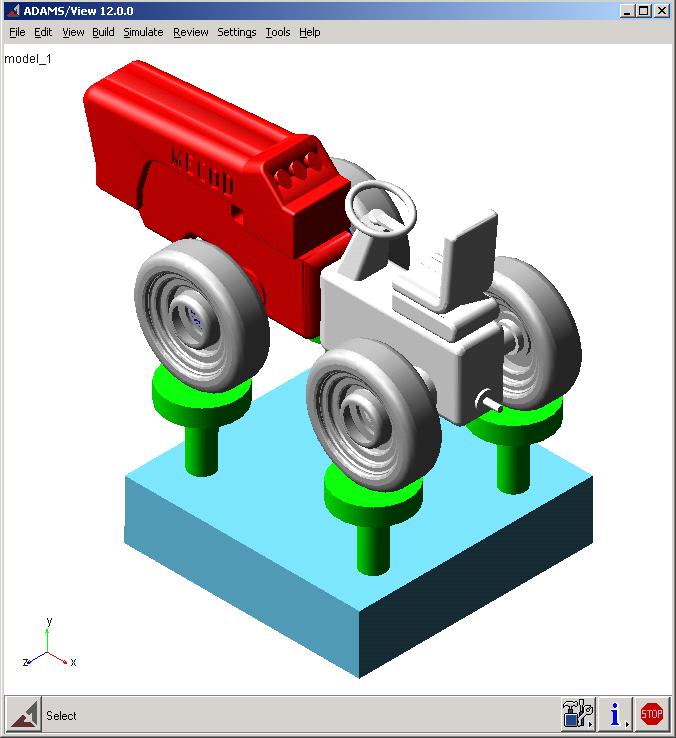 ADAMS/View 12.0.0
File Edit View Build Simulate Review Settings Tools Help
model_1
y
z x
Select
i
STOP